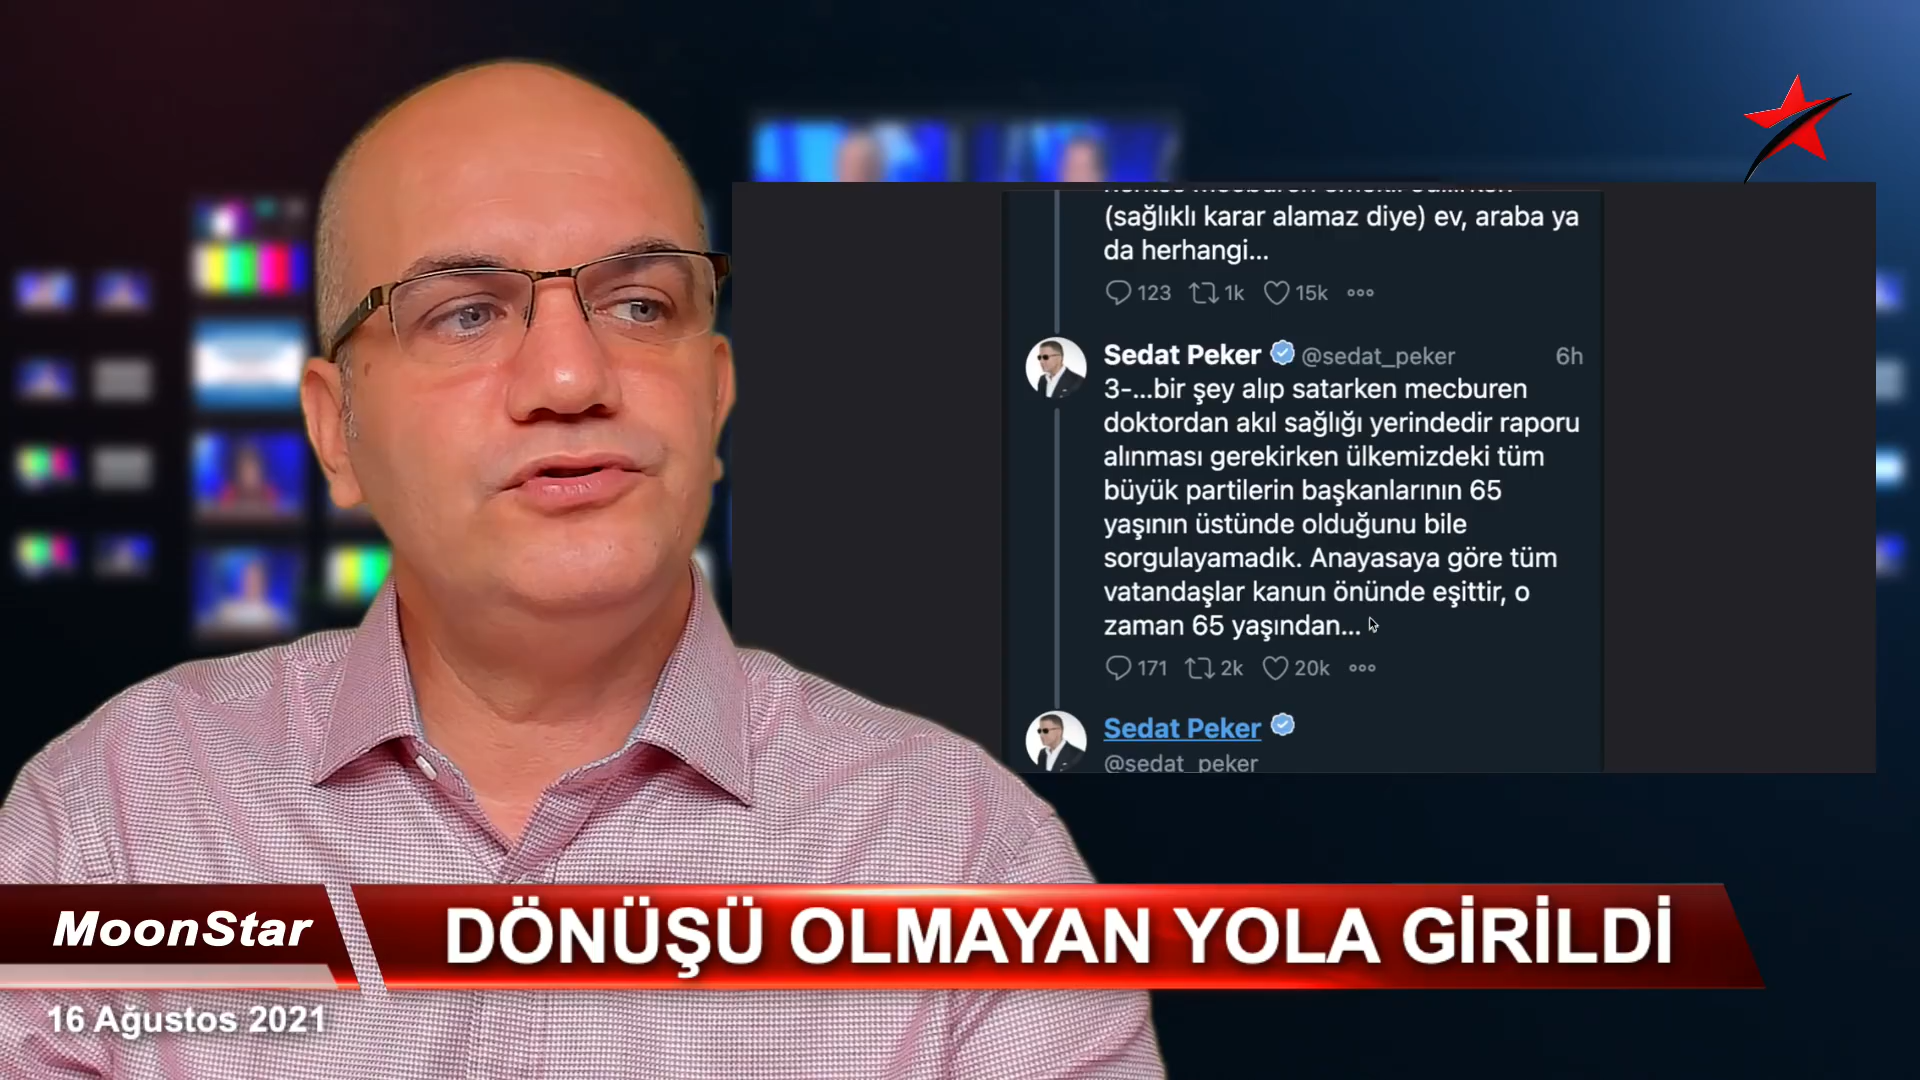 (sağlıklı karar alamaz diye) ev, araba ya
da herhangi...
123 1k 15k
Sedat Peker @sedat_peker 6h
3-...bir şey alıp satarken mecburen
doktordan akıl sağlığı yerindedir raporu
alınması gerekirken ülkemizdeki tüm
büyük partilerin başkanlarının 65
yaşının üstünde olduğunu bile
sorgulayamadık. Anayasaya göre tüm
vatandaşlar kanun önünde eşittir, o
zaman 65 yaşından...
171 2k 20k
Sedat Peker
@sedat_peker
MoonStar
DÖNÜŞÜ OLMAYAN YOLA GİRİLDİ
16 Ağustos 2021